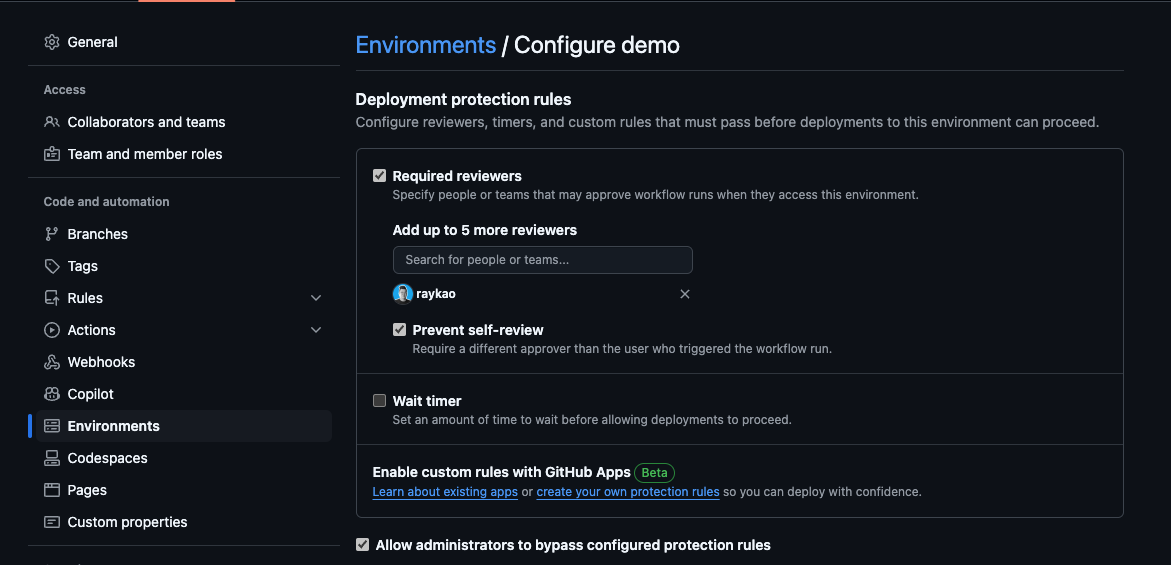 General
Access
Collaborators and teams
Team and member roles
Code and automation
Branches
Tags
Rules
Actions
Webhooks
Copilot
Environments
Codespaces
Pages
Custom properties
Environments / Configure demo
Deployment protection rules
Configure reviewers, timers, and custom rules that must pass before deployments to this environment can proceed.
Required reviewers
Specify people or teams that may approve workflow runs when they access this environment.
Add up to 5 more reviewers
Search for people or teams...
raykao
Prevent self-review
Require a different approver than the user who triggered the workflow run.
Wait timer
Set an amount of time to wait before allowing deployments to proceed.
Enable custom rules with GitHub Apps Beta
Learn about existing apps or create your own protection rules so you can deploy with confidence.
Allow administrators to bypass configured protection rules